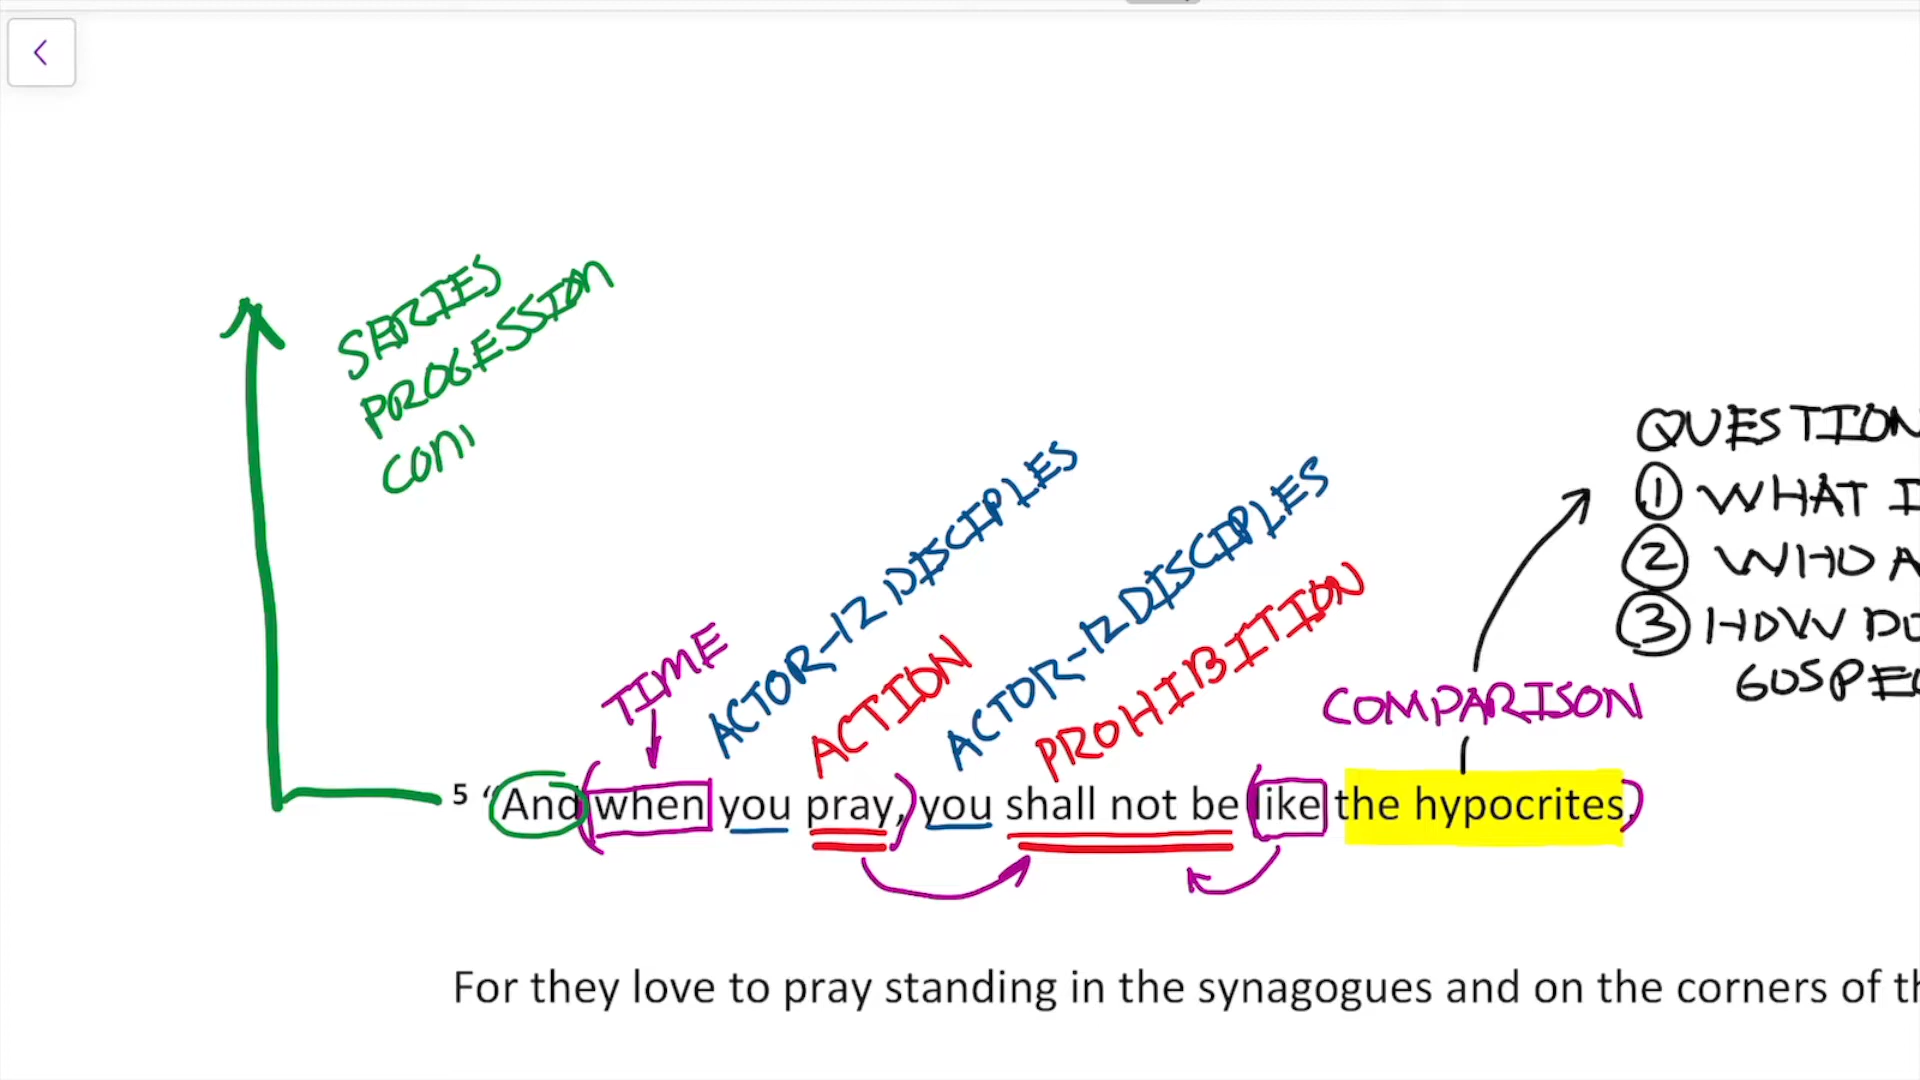 SERIES
PROGESSION
CON
QUESTION
① WHAT I
② WHO A
③ HOW DO
GOSPEL
TIME
ACTOR-12 DISCIPLES
ACTION
ACTOR-12 DISCIPLES
PROHIBITION
COMPARISON
5 “And when you pray, you shall not be like the hypocrites.
For they love to pray standing in the synagogues and on the corners of th